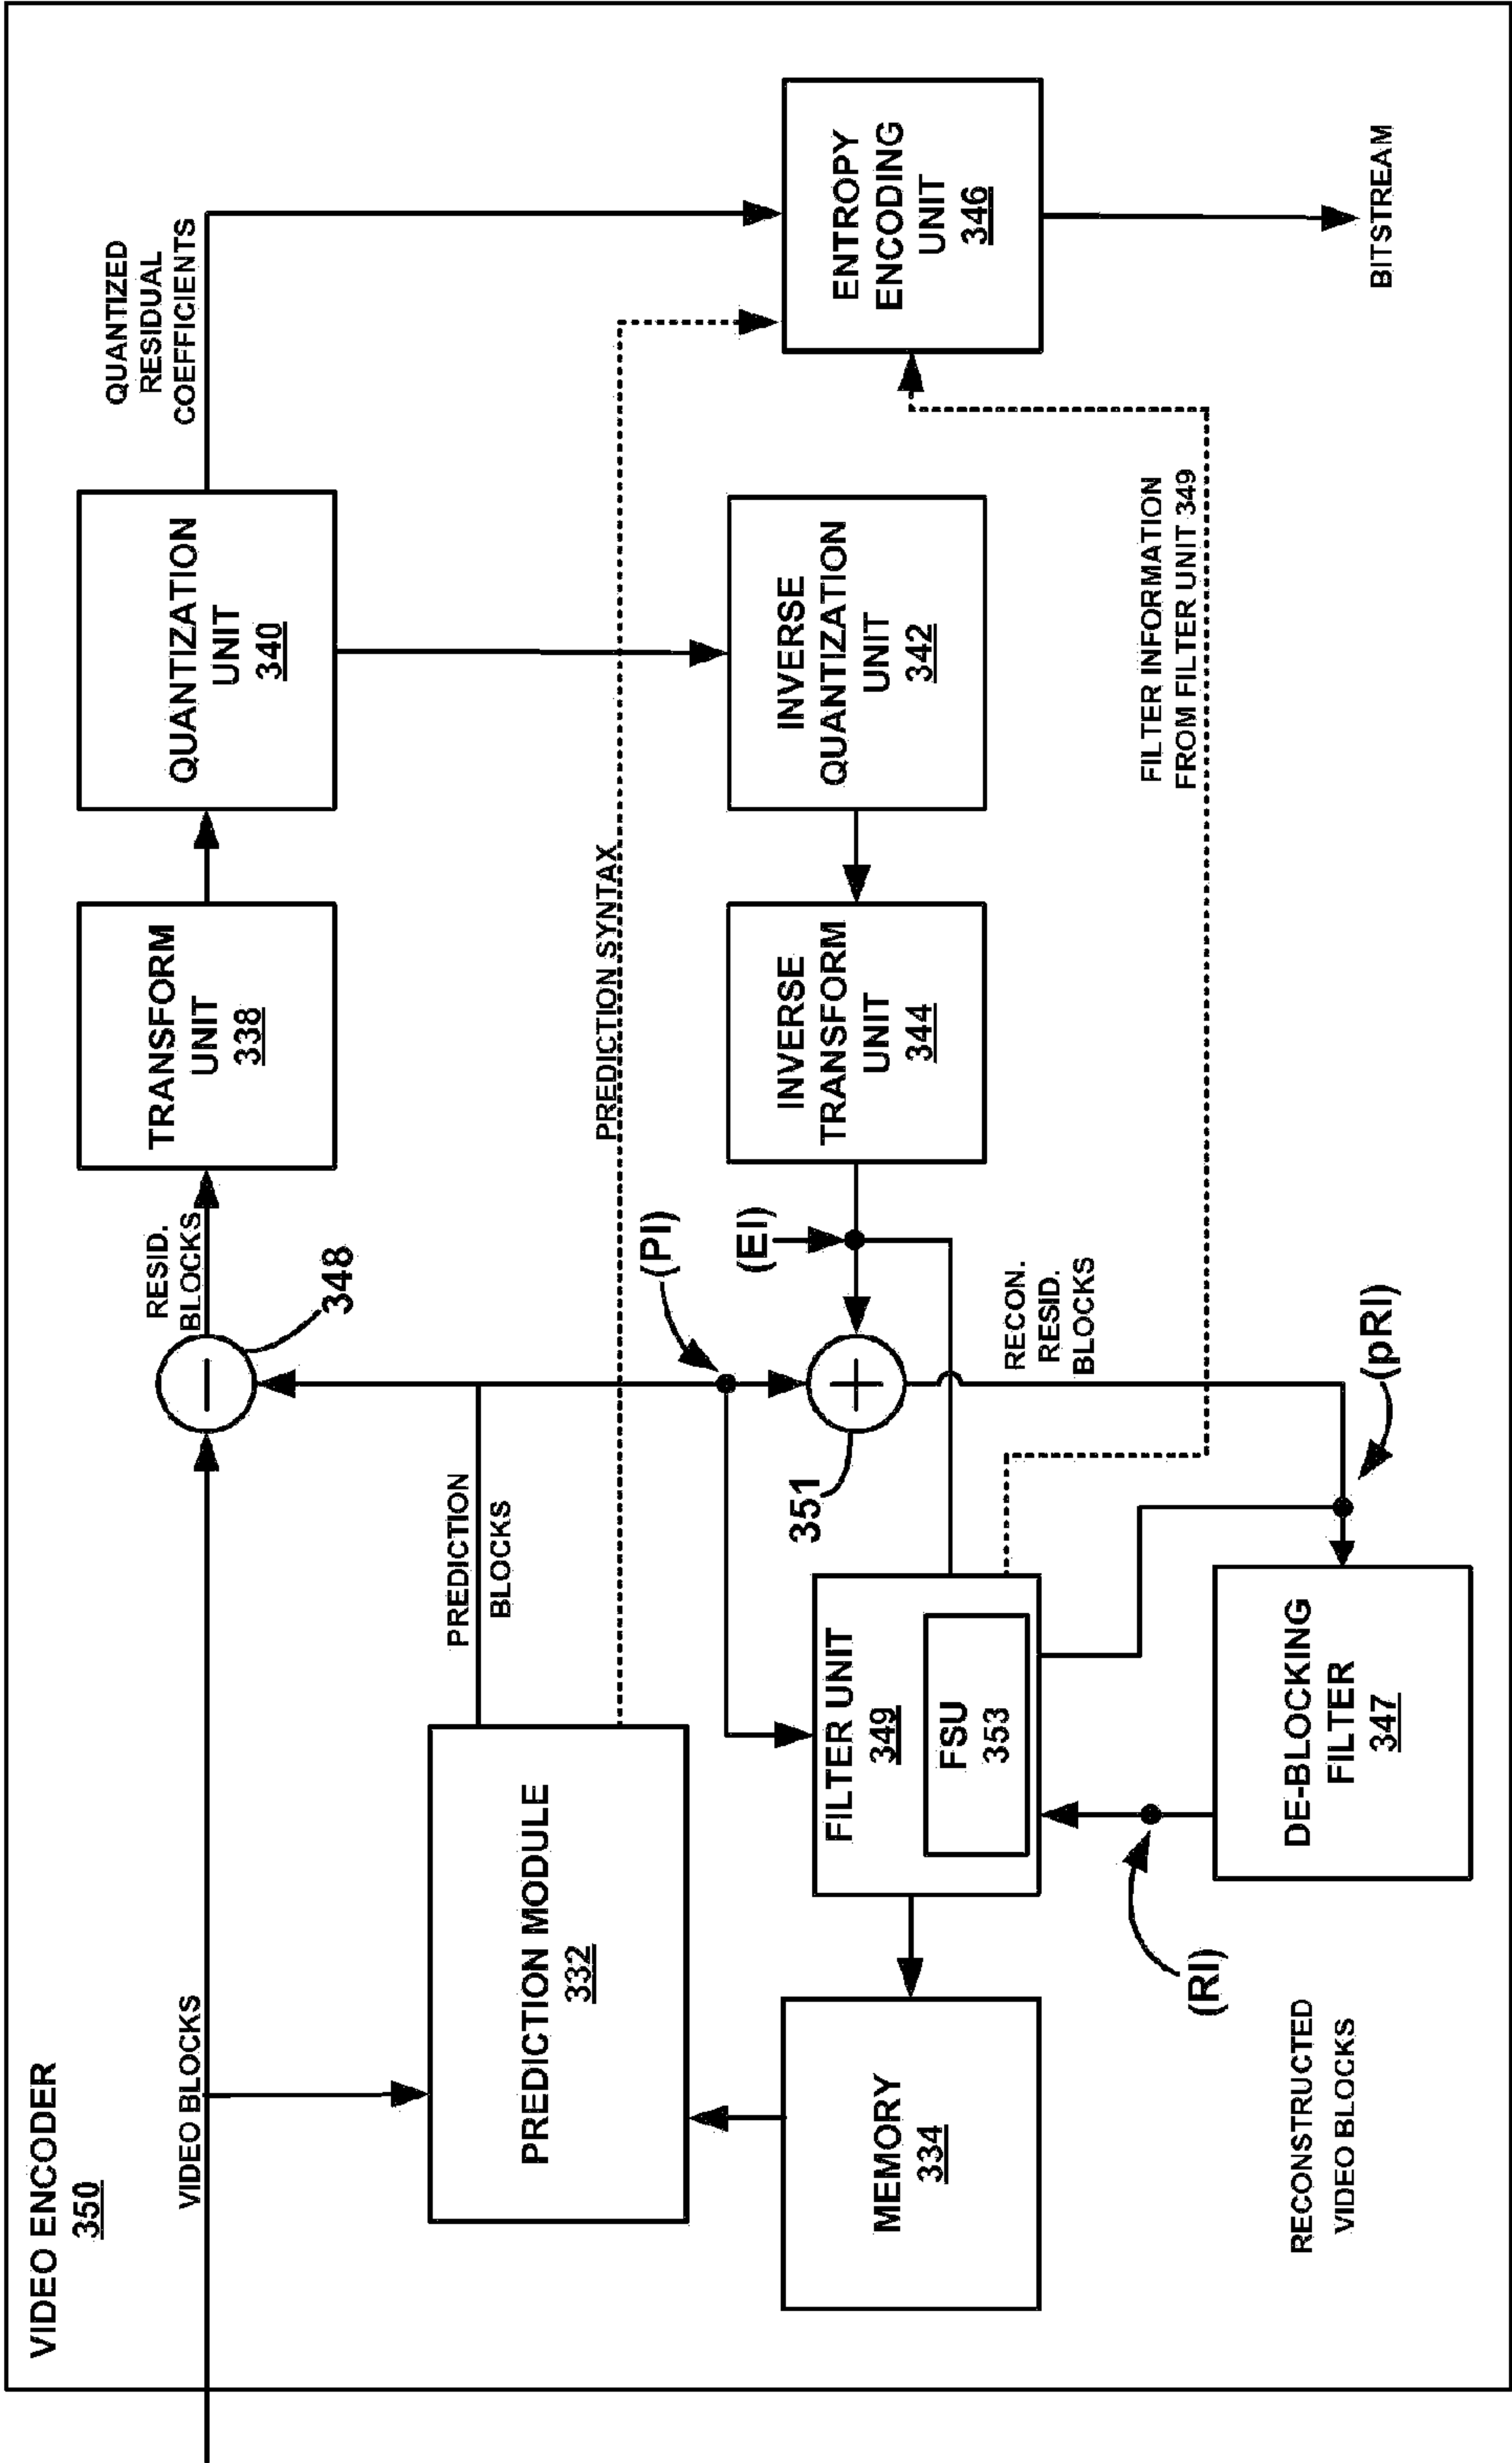 VIDEO ENCODER
350
VIDEO BLOCKS
RESID.
BLOCKS
348
TRANSFORM
UNIT
338
QUANTIZATION
UNIT
340
QUANTIZED
RESIDUAL
COEFFICIENTS
PREDICTION
BLOCKS
PREDICTION MODULE
332
PREDICTION SYNTAX
(PI)
(EI)
351
INVERSE
TRANSFORM
UNIT
344
INVERSE
QUANTIZATION
UNIT
342
ENTROPY
ENCODING
UNIT
346
MEMORY
334
FILTER UNIT
349
FSU
353
RECON.
RESID.
BLOCKS
FILTER INFORMATION
FROM FILTER UNIT 349
(RI)
(pRI)
RECONSTRUCTED
VIDEO BLOCKS
DE-BLOCKING
FILTER
347
BITSTREAM